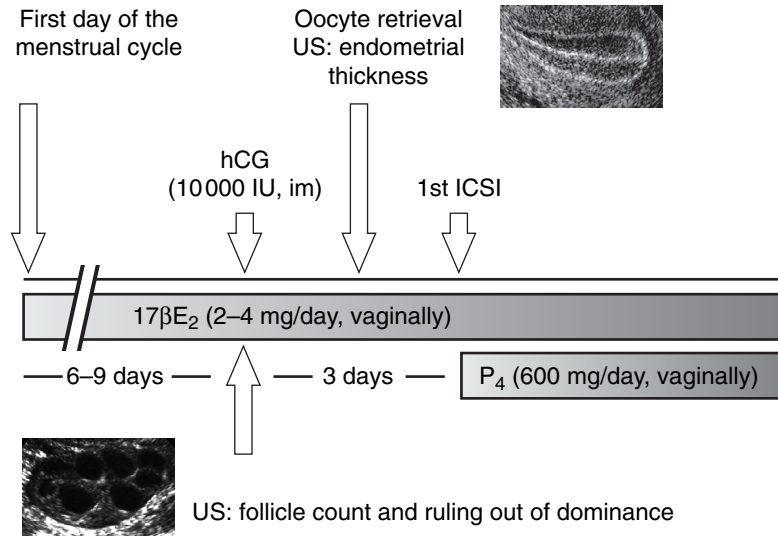 First day of the
menstrual cycle
Oocyte retrieval
US: endometrial
thickness
hCG
(10 000 IU, im)
1st ICSI
17βE₂ (2–4 mg/day, vaginally)
6–9 days
3 days
P₄ (600 mg/day, vaginally)
US: follicle count and ruling out of dominance